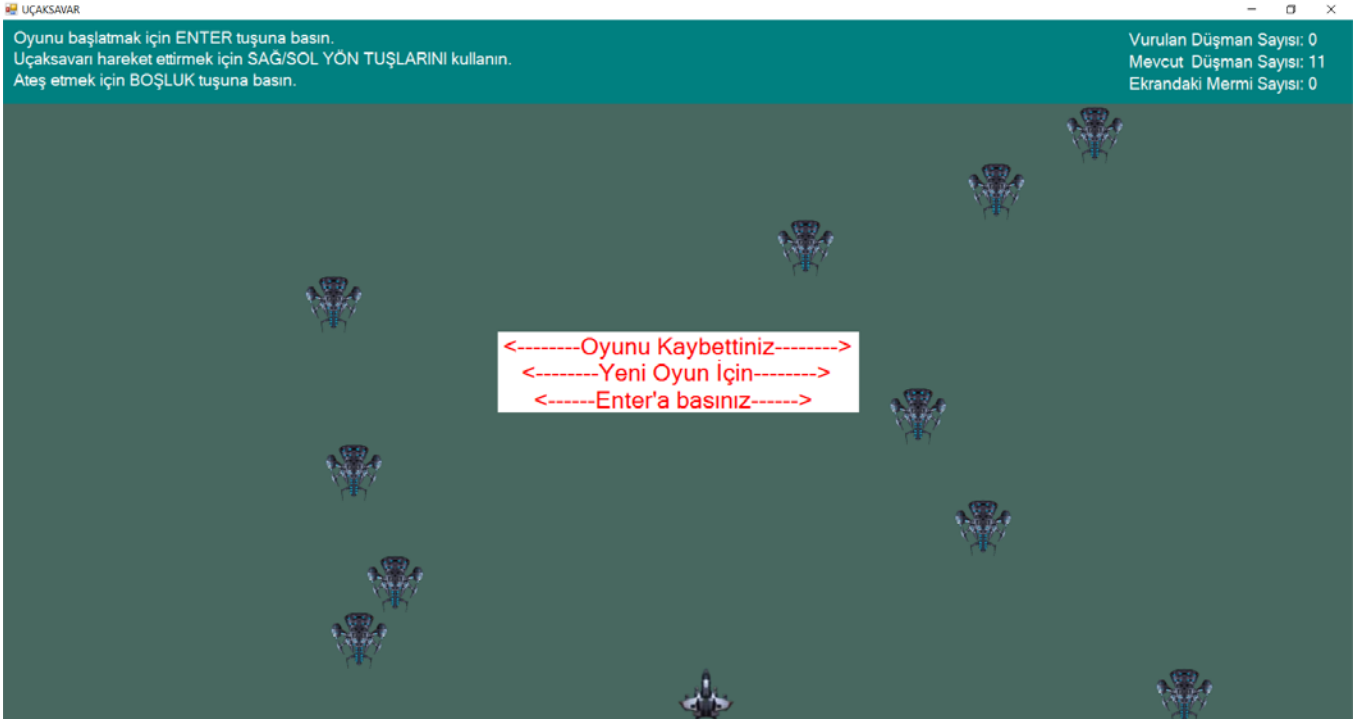 UÇAKSAVAR
Oyunu başlatmak için ENTER tuşuna basın.
Uçaksavarı hareket ettirmek için SAĞ/SOL YÖN TUŞLARINI kullanın.
Ateş etmek için BOŞLUK tuşuna basın.
Vurulan Düşman Sayısı: 0
Mevcut Düşman Sayısı: 11
Ekrandaki Mermi Sayısı: 0
<--------Oyunu Kaybettiniz-------->
<--------Yeni Oyun İçin-------->
<------Enter'a basınız------>